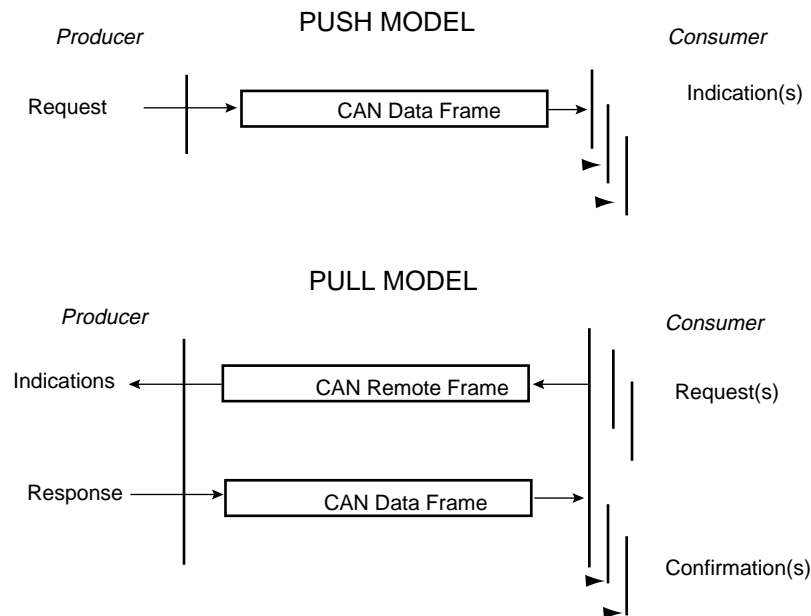 PUSH MODEL
Producer
Consumer
Request
CAN Data Frame
Indication(s)
PULL MODEL
Producer
Consumer
Indications
CAN Remote Frame
Request(s)
Response
CAN Data Frame
Confirmation(s)